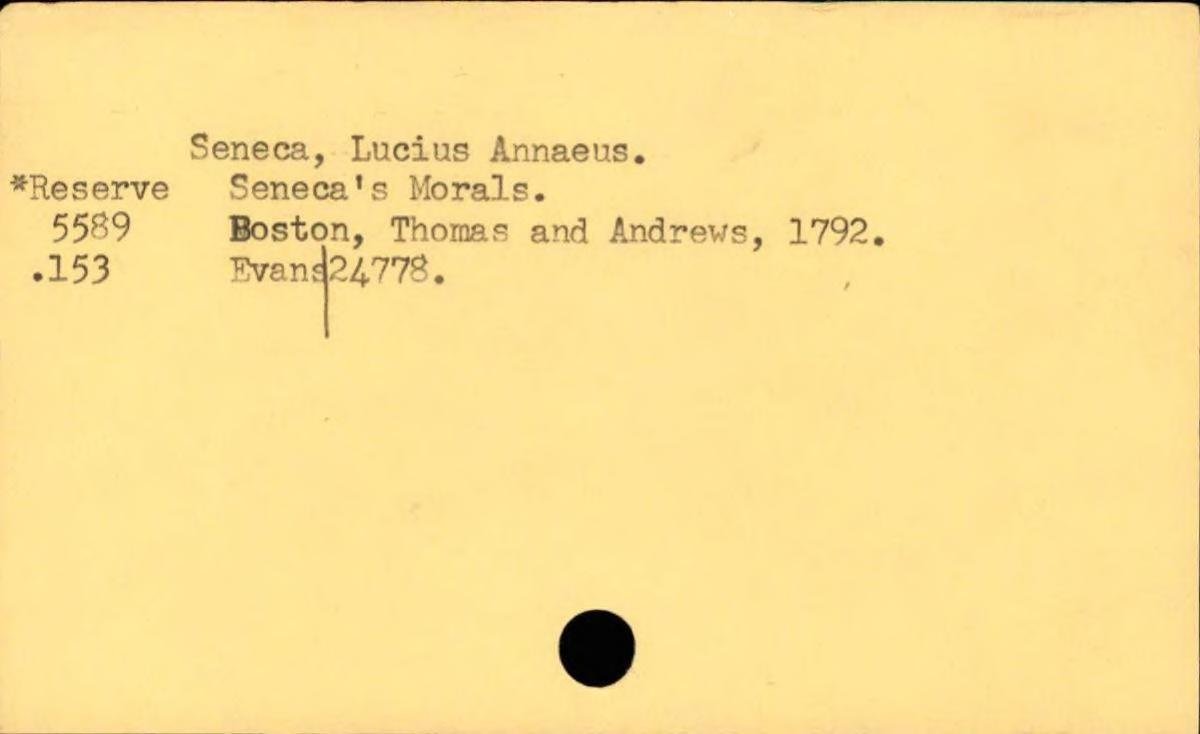 Seneca, Lucius Annaeus.
*Reserve Seneca's Morals.
5589 Boston, Thomas and Andrews, 1792.
.153 Evans|24778.